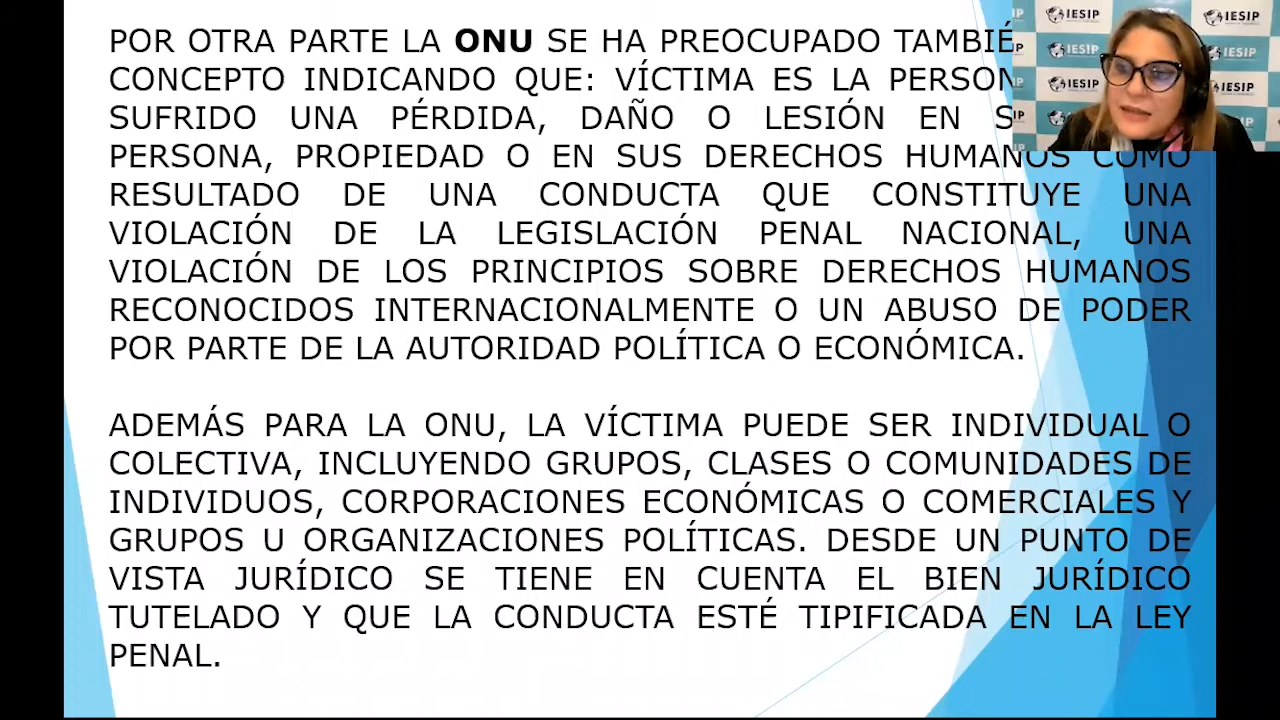 POR OTRA PARTE LA ONU SE HA PREOCUPADO
CONCEPTO INDICANDO QUE: VÍCTIMA ES LA
SUFRIDO UNA PÉRDIDA, DAÑO O LESIÓN EN
PERSONA, PROPIEDAD O EN SUS DERECHOS HUMANOS COMO
RESULTADO DE UNA CONDUCTA QUE CONSTITUYE UNA
VIOLACIÓN DE LA LEGISLACIÓN PENAL NACIONAL, UNA
VIOLACIÓN DE LOS PRINCIPIOS SOBRE DERECHOS HUMANOS
RECONOCIDOS INTERNACIONALMENTE O UN ABUSO DE PODER
POR PARTE DE LA AUTORIDAD POLÍTICA O ECONÓMICA.
ADEMÁS PARA LA ONU, LA VÍCTIMA PUEDE SER INDIVIDUAL O
COLECTIVA, INCLUYENDO GRUPOS, CLASES O COMUNIDADES DE
INDIVIDUOS, CORPORACIONES ECONÓMICAS O COMERCIALES Y
GRUPOS U ORGANIZACIONES POLÍTICAS. DESDE UN PUNTO DE
VISTA JURÍDICO SE TIENE EN CUENTA EL BIEN JURÍDICO
TUTELADO Y QUE LA CONDUCTA ESTÉ TIPIFICADA EN LA LEY
PENAL.
IESIP IESIP
IESIP IESIP
IESIP IESIP
IESIP